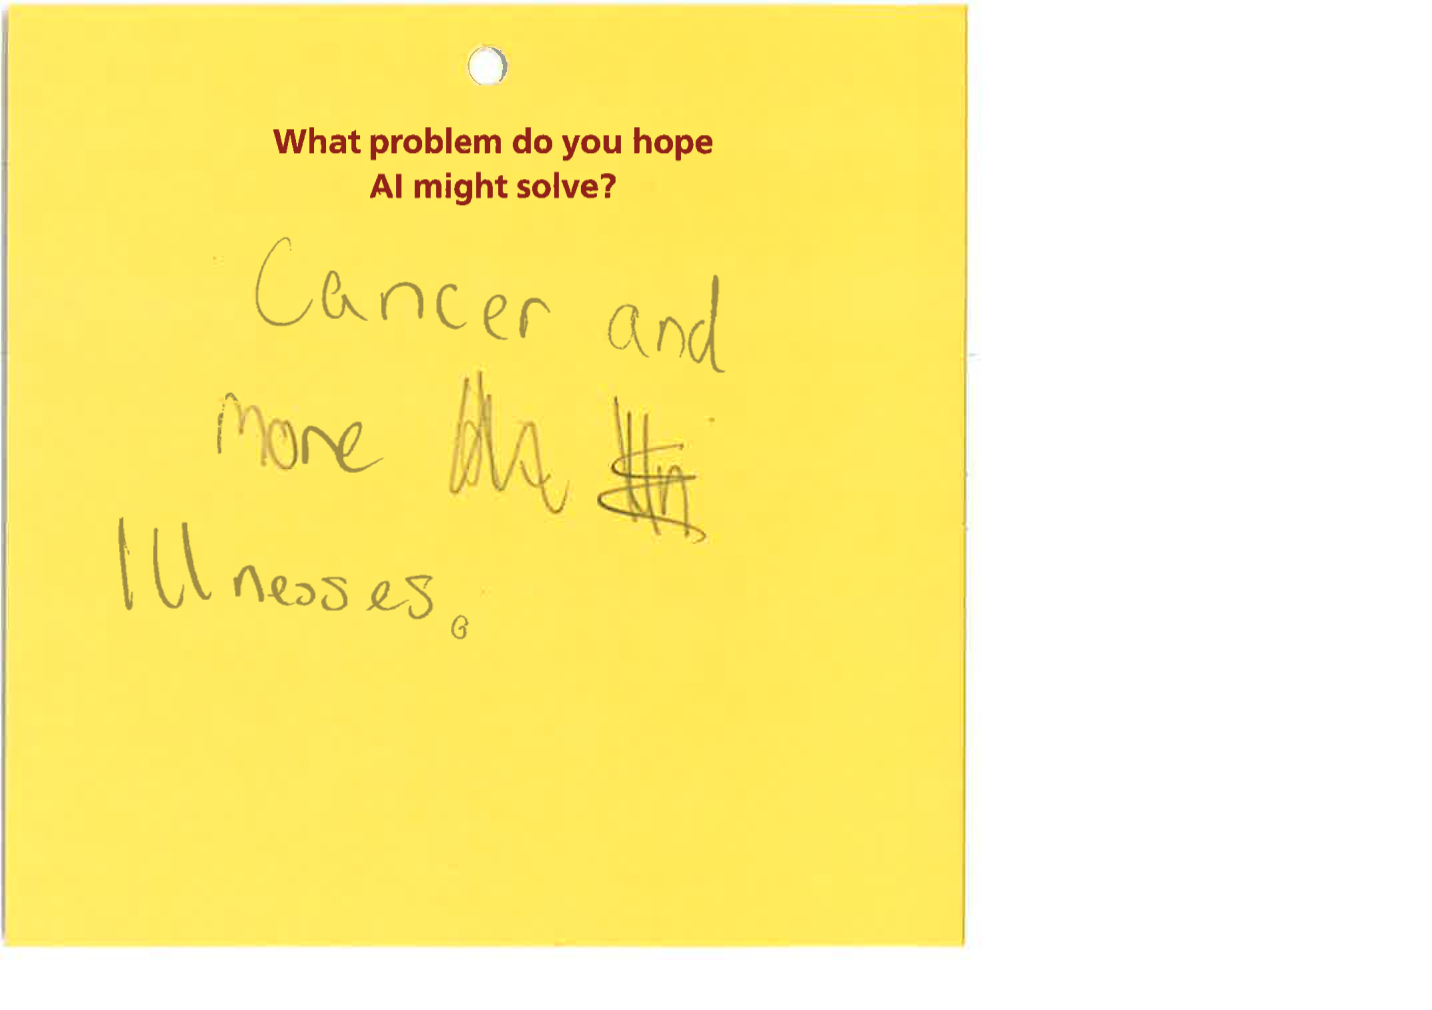 What problem do you hope
AI might solve?
Cancer and
more
Illnesses.